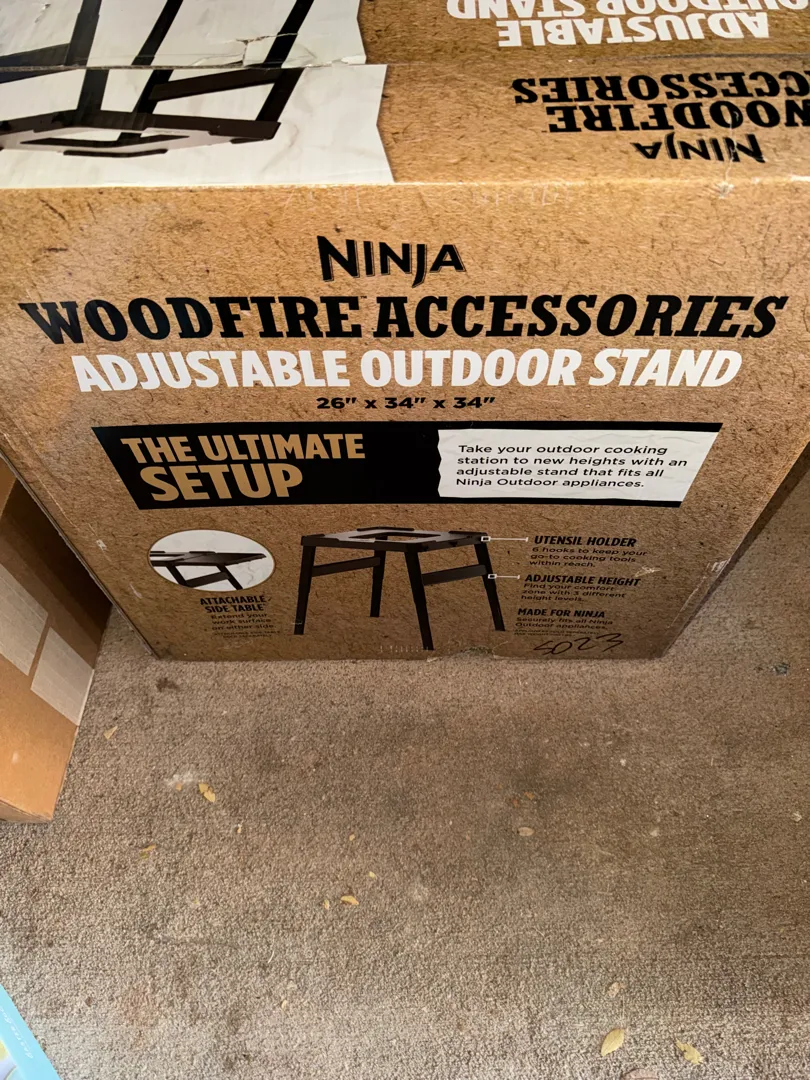 ADJUSTABLE
OUTDOOR STAND
WOODFIRE
ACCESSORIES
NINJA
NINJA
WOODFIRE ACCESSORIES
ADJUSTABLE OUTDOOR STAND
26" x 34" x 34"
THE ULTIMATE
SETUP
Take your outdoor cooking
station to new heights with an
adjustable stand that fits all
Ninja Outdoor appliances.
UTENSIL HOLDER
6 hooks to keep your
go-to cooking tools
within reach.
ADJUSTABLE HEIGHT
Find your comfort
zone with 3 different
height levels.
ATTACHABLE
SIDE TABLE
Extend your
work surface
on either side
MADE FOR NINJA
Securely fits all Ninja
Outdoor appliances
5023